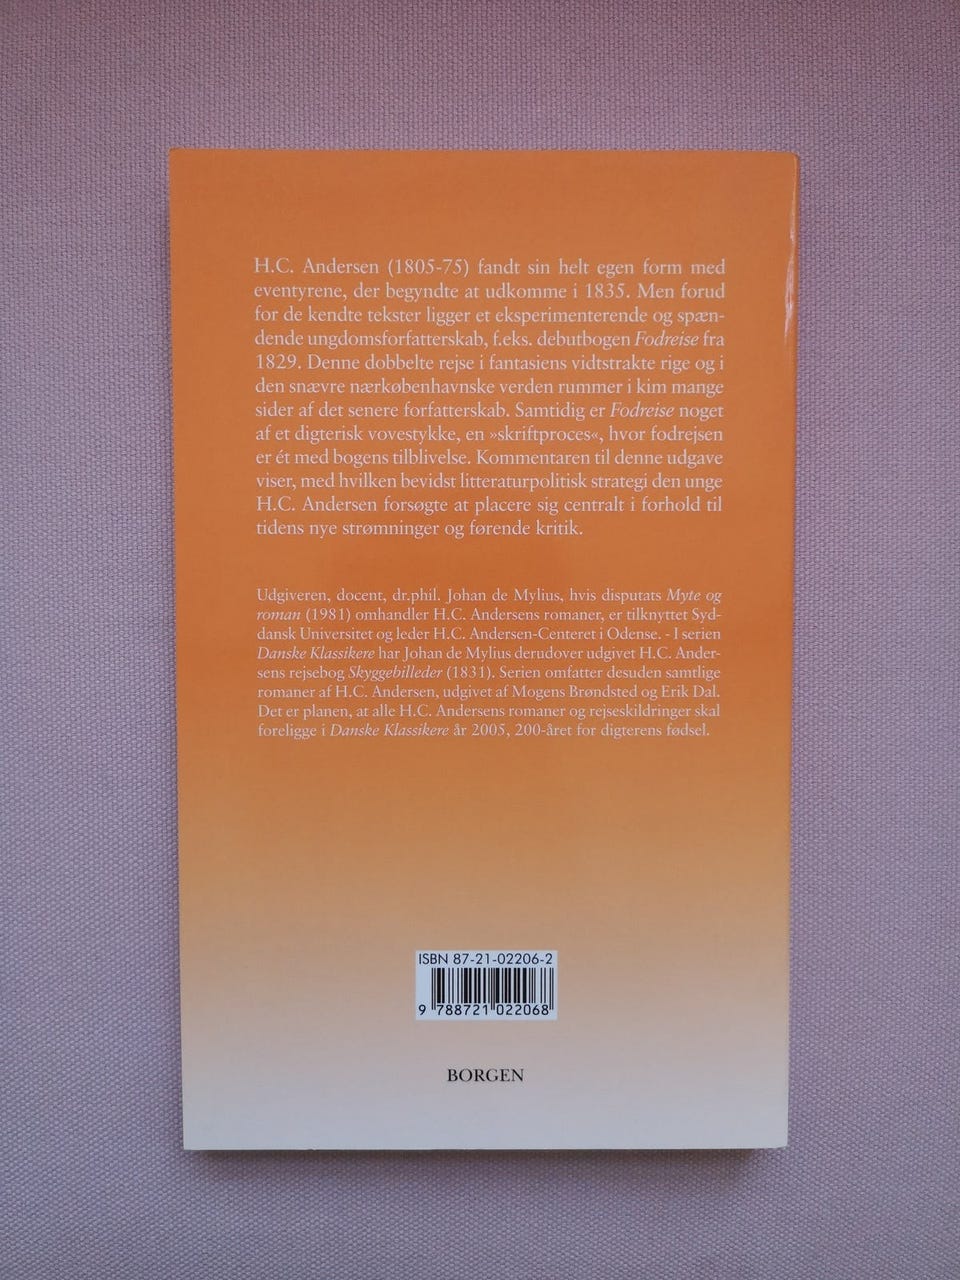 H.C. Andersen (1805-75) fandt sin helt egen form med
eventyrene, der begyndte at udkomme i 1835. Men forud
for de kendte tekster ligger et eksperimenterende og spæn-
dende ungdomsforfatterskab, f.eks. debutbogen Fodreise fra
1829. Denne dobbelte rejse i fantasiens vidtstrakte rige og i
den snævre nærkøbenhavnske verden rummer i kim mange
sider af det senere forfatterskab. Samtidig er Fodreise noget
af et digterisk vovestykke, en »skriftproces«, hvor fodrejsen
er ét med bogens tilblivelse. Kommentaren til denne udgave
viser, med hvilken bevidst litteraturpolitisk strategi den unge
H.C. Andersen forsøgte at placere sig centralt i forhold til
tidens nye strømninger og førende kritik.
Udgiveren, docent, dr.phil. Johan de Mylius, hvis disputats Myte og
roman (1981) omhandler H.C. Andersens romaner, er tilknyttet Syd-
dansk Universitet og leder H.C. Andersen-Centeret i Odense. - I serien
Danske Klassikere har Johan de Mylius derudover udgivet H.C. Ander-
sens rejsebog Skyggebilleder (1831). Serien omfatter desuden samtlige
romaner af H.C. Andersen, udgivet af Mogens Brøndsted og Erik Dal.
Det er planen, at alle H.C. Andersens romaner og rejseskildringer skal
foreligge i Danske Klassikere år 2005, 200-året for digterens fødsel.
ISBN 87-21-02206-2
9 788721 022068
BORGEN